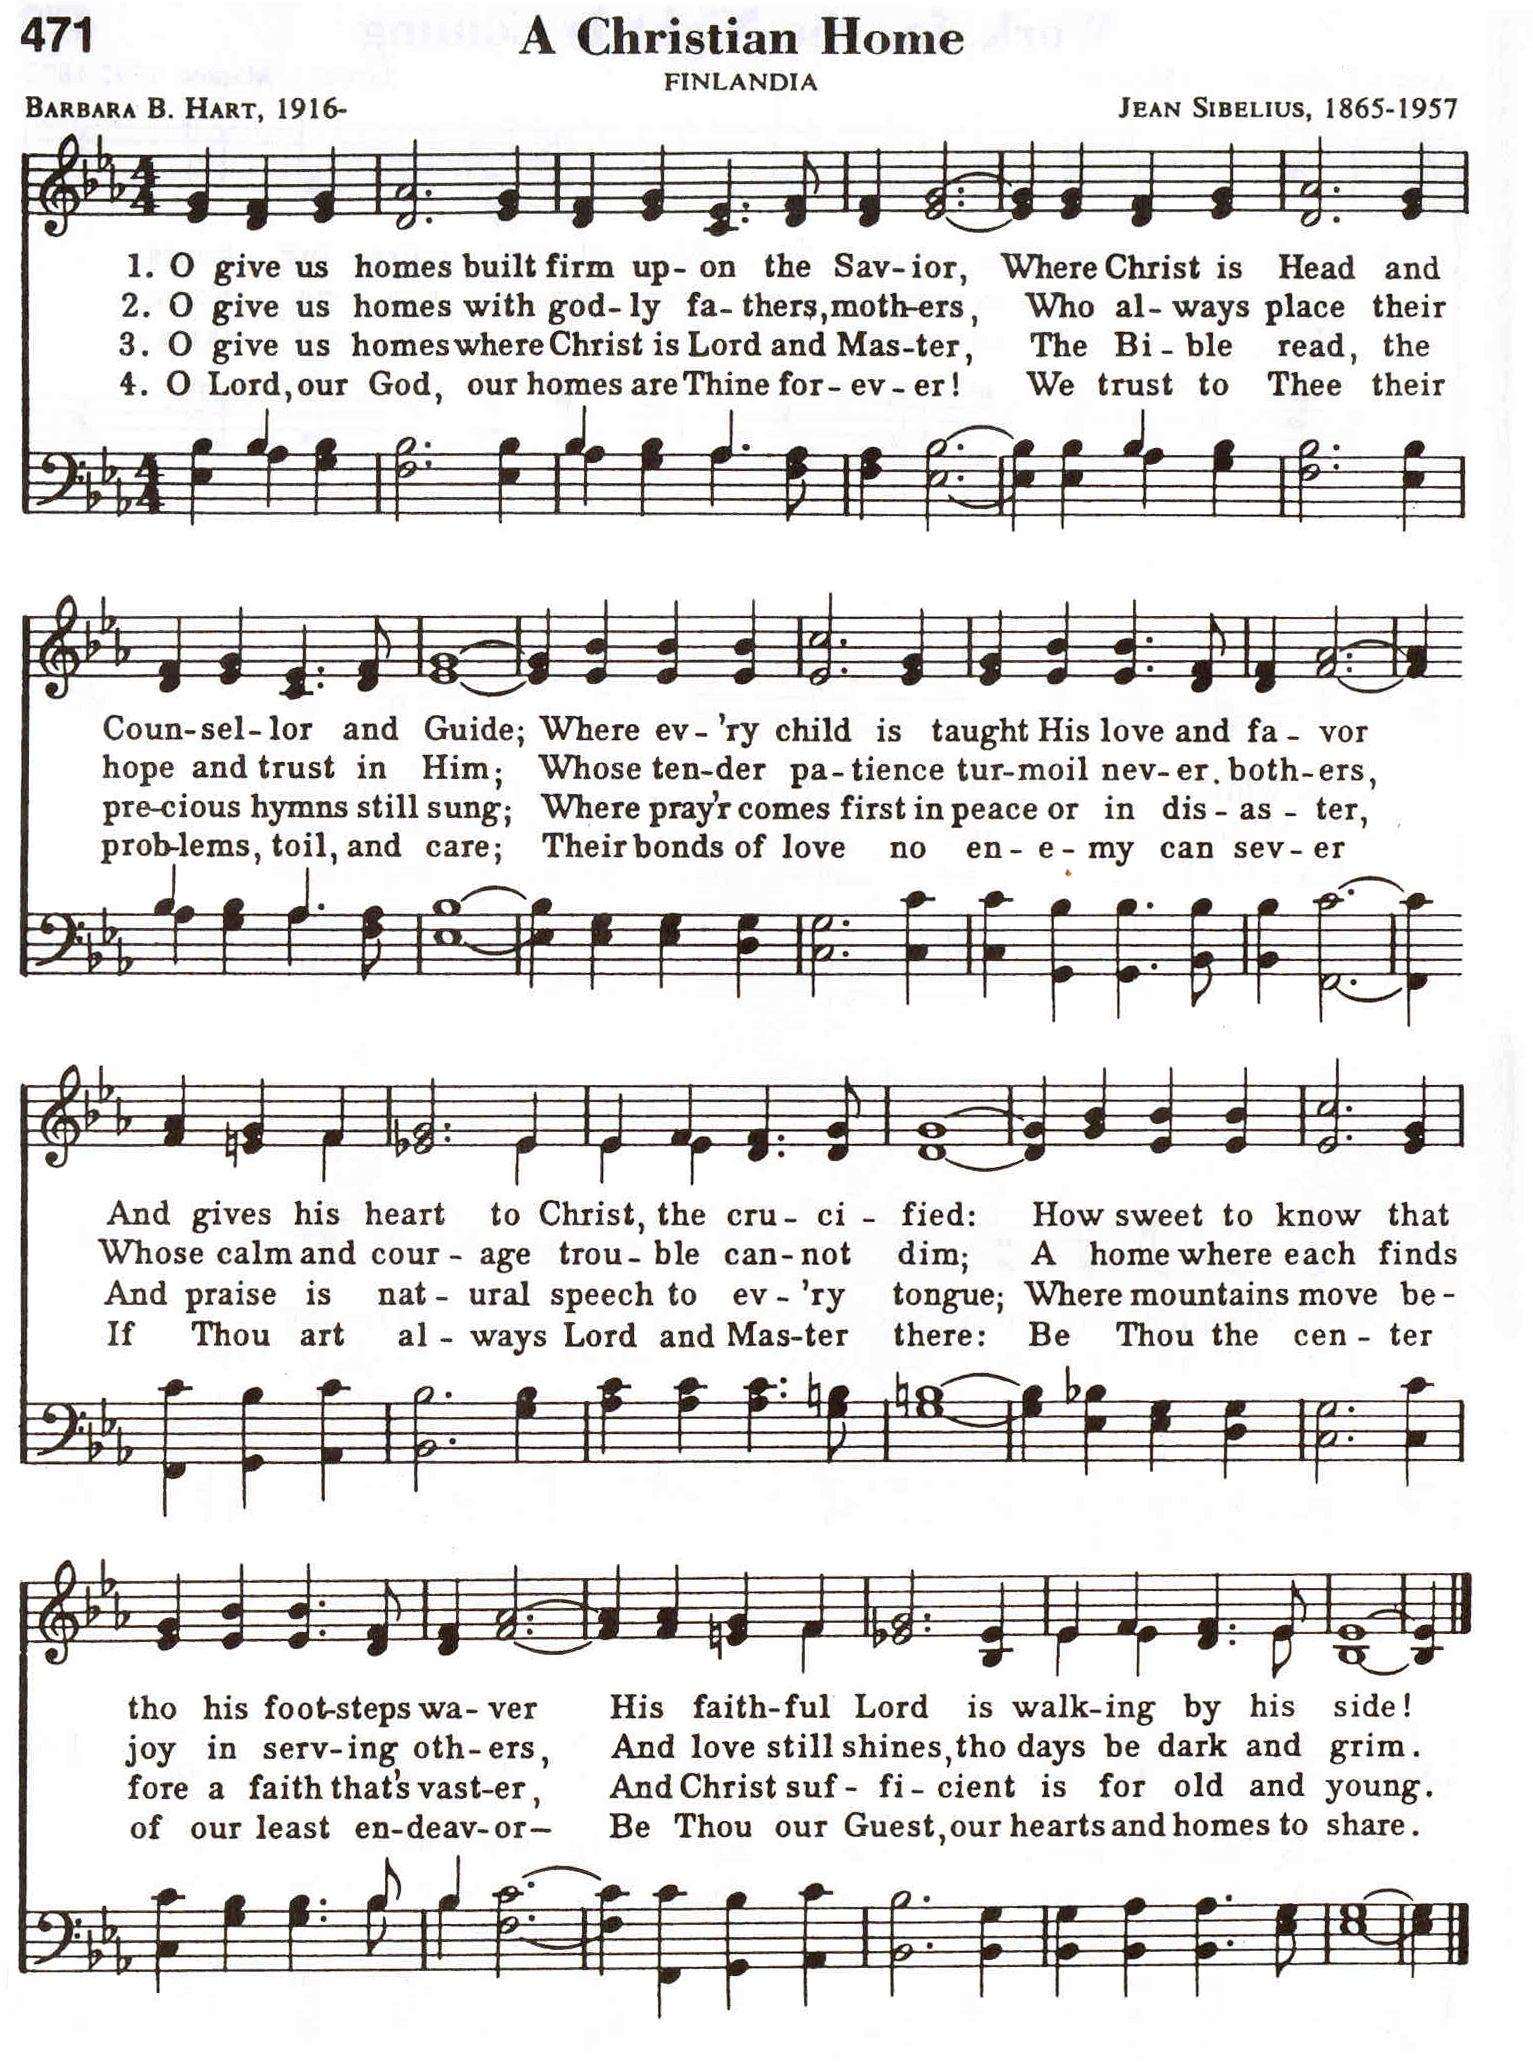 471
A Christian Home
FINLANDIA
BARBARA B. HART, 1916-
JEAN SIBELIUS, 1865-1957
1. O give us homes built firm up- on the Sav-ior, Where Christ is Head and
2. O give us homes with god-ly fa-thers, moth-ers, Who al-ways place their
3. O give us homes where Christ is Lord and Mas-ter, The Bi-ble read, the
4. O Lord, our God, our homes are Thine for-ev-er! We trust to Thee their
Coun-sel-lor and Guide; Where ev-'ry child is taught His love and fa-vor
hope and trust in Him; Whose ten-der pa-tience tur-moil nev-er both-ers,
pre-cious hymns still sung; Where pray'r comes first in peace or in dis-as-ter,
prob-lems, toil, and care; Their bonds of love no en-e-my can sev-er
And gives his heart to Christ, the cru-ci-fied: How sweet to know that
Whose calm and cour-age trou-ble can-not dim; A home where each finds
And praise is nat-ural speech to ev-'ry tongue; Where mountains move be-
If Thou art al-ways Lord and Mas-ter there: Be Thou the cen-ter
tho his foot-steps wa-ver His faith-ful Lord is walk-ing by his side!
joy in serv-ing oth-ers, And love still shines, tho days be dark and grim.
fore a faith that's vast-er, And Christ suf-fi-cient is for old and young.
of our least en-deav-or— Be Thou our Guest, our hearts and homes to share.